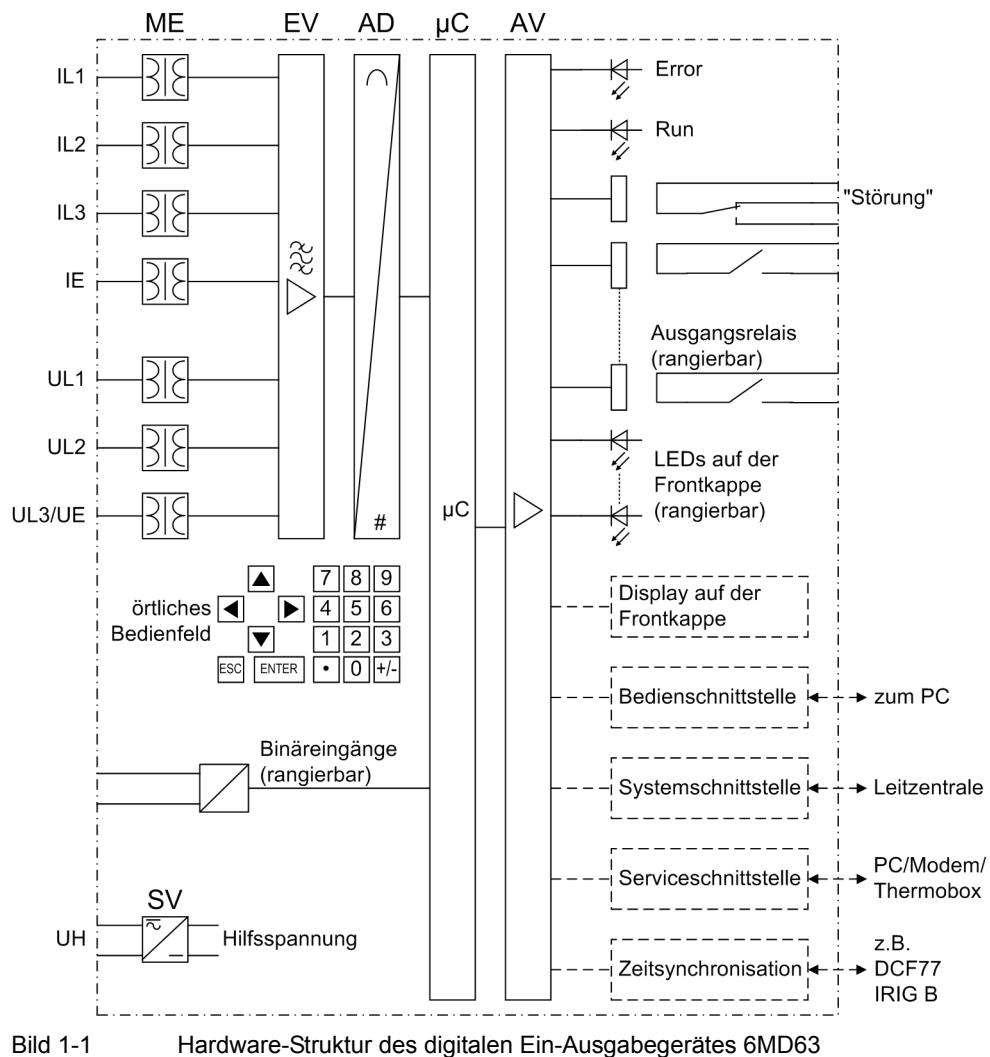 ME EV AD µC AV
IL1
IL2
IL3
IE
UL1
UL2
UL3/UE
#
µC
Error
Run
"Störung"
Ausgangsrelais
(rangierbar)
LEDs auf der
Frontkappe
(rangierbar)
örtliches
Bedienfeld
7 8 9
4 5 6
1 2 3
ESC ENTER • 0 +/-
Display auf der
Frontkappe
Bedienschnittstelle
zum PC
Binäreingänge
(rangierbar)
Systemschnittstelle
Leitzentrale
Serviceschnittstelle
PC/Modem/
Thermobox
SV
UH
Hilfsspannung
Zeitsynchronisation
z.B.
DCF77
IRIG B
Bild 1-1 Hardware-Struktur des digitalen Ein-Ausgabegerätes 6MD63